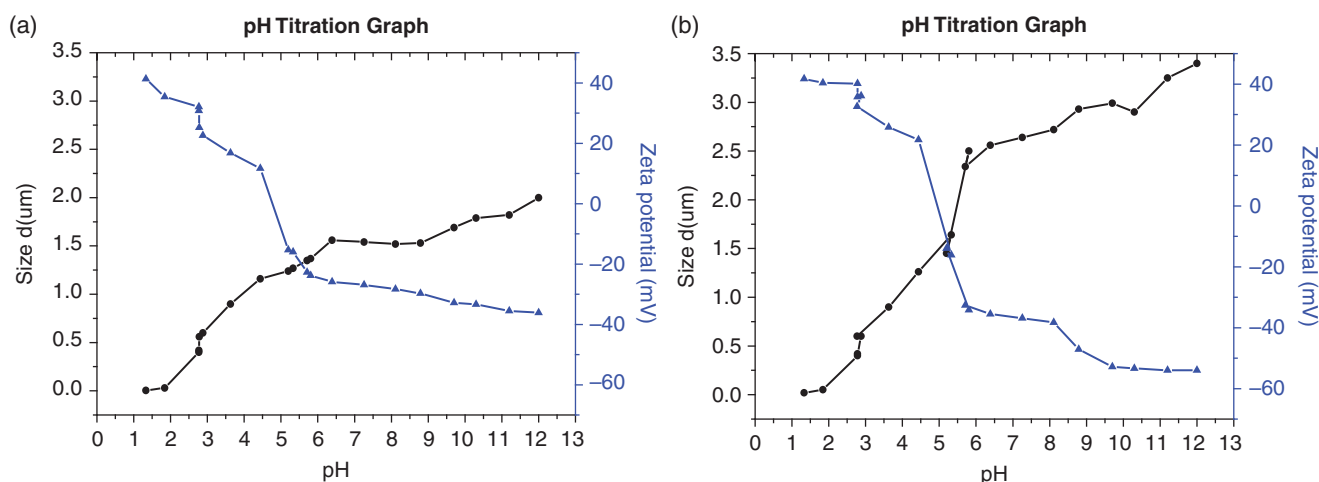 (a)
pH Titration Graph
3.5
3.0
2.5
2.0
1.5
1.0
0.5
0.0
Size d(um)
40
20
0
−20
−40
−60
Zeta potential (mV)
0 1 2 3 4 5 6 7 8 9 10 11 12 13
pH
(b)
pH Titration Graph
3.5
3.0
2.5
2.0
1.5
1.0
0.5
0.0
Size d(um)
40
20
0
−20
−40
−60
Zeta potential (mV)
0 1 2 3 4 5 6 7 8 9 10 11 12 13
pH